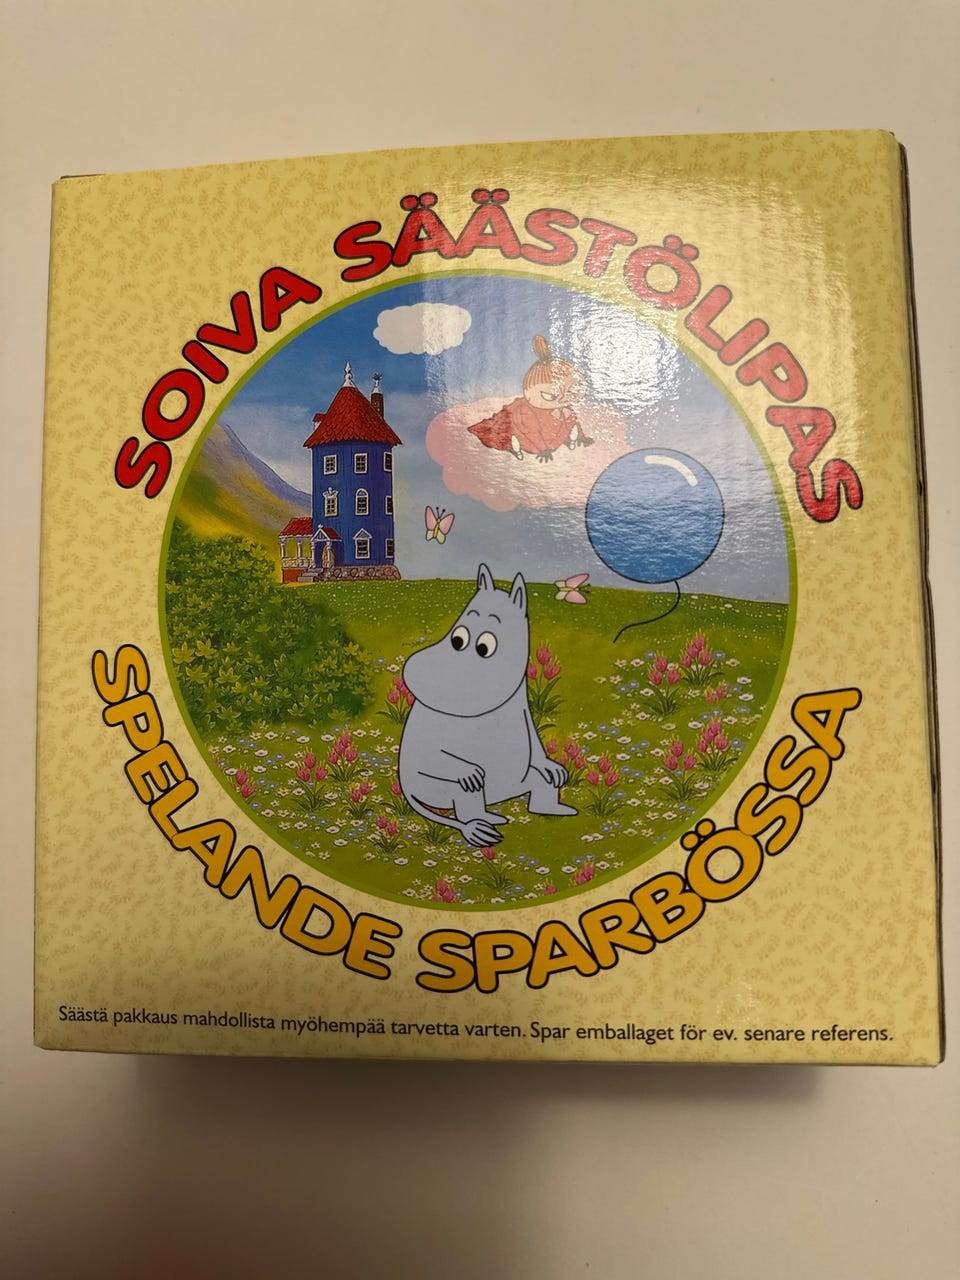 SOIVA SÄÄSTÖLIPAS
SPELANDE SPARBÖSSA
Säästä pakkaus mahdollista myöhempää tarvetta varten. Spar emballaget för ev. senare referens.